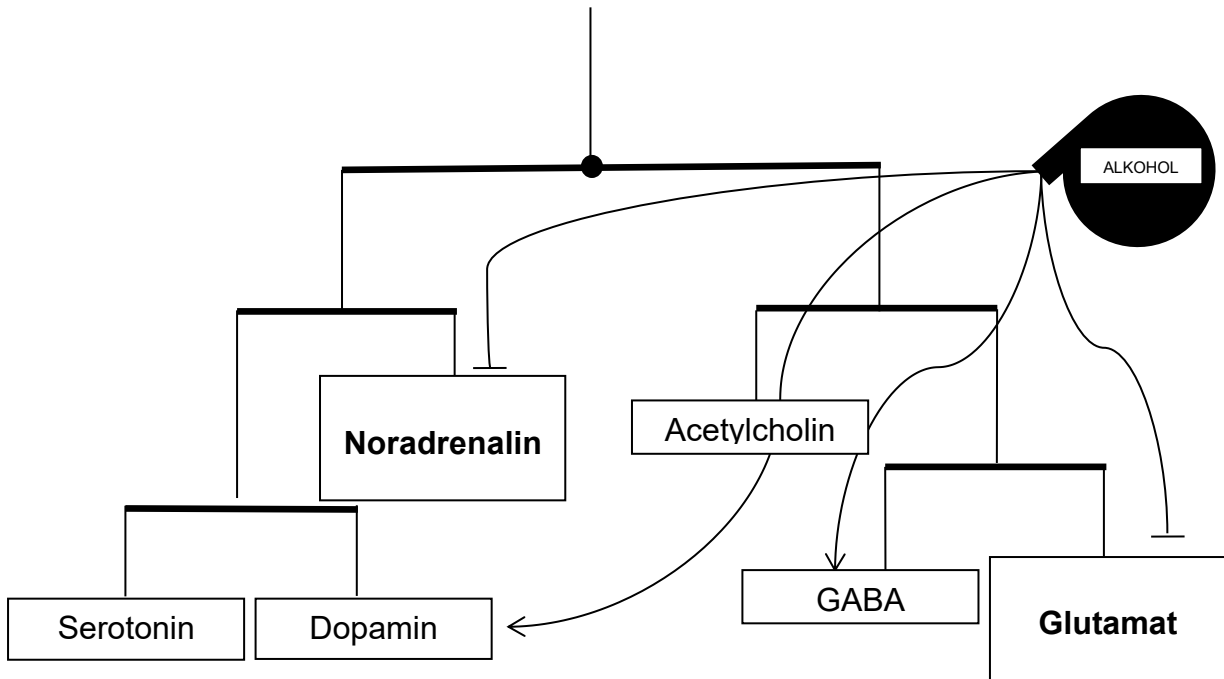 ALKOHOL
Noradrenalin
Acetylcholin
GABA
Glutamat
Serotonin
Dopamin